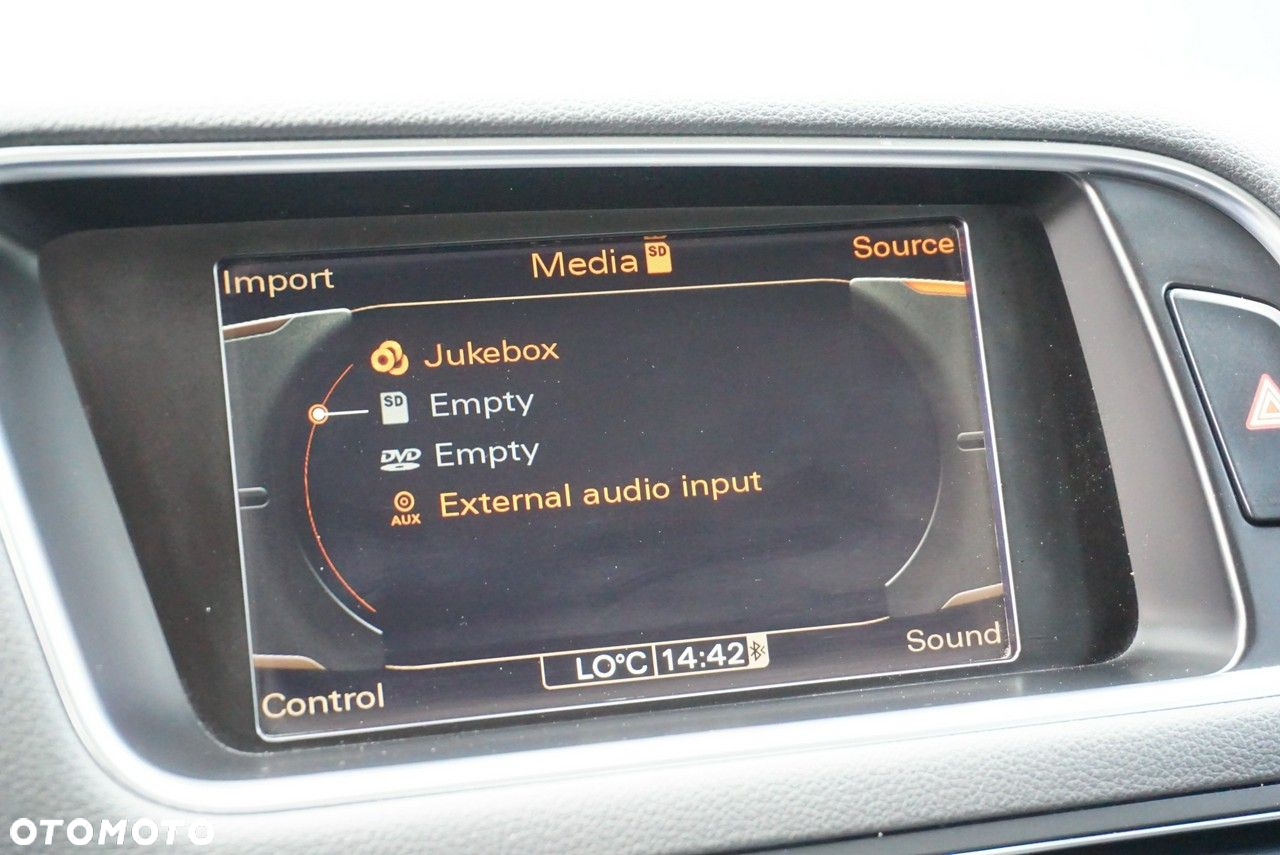 Import
Media SD
Source
Jukebox
SD Empty
DVD Empty
AUX External audio input
LO°C 14:42
Control
Sound
OTOMOTO